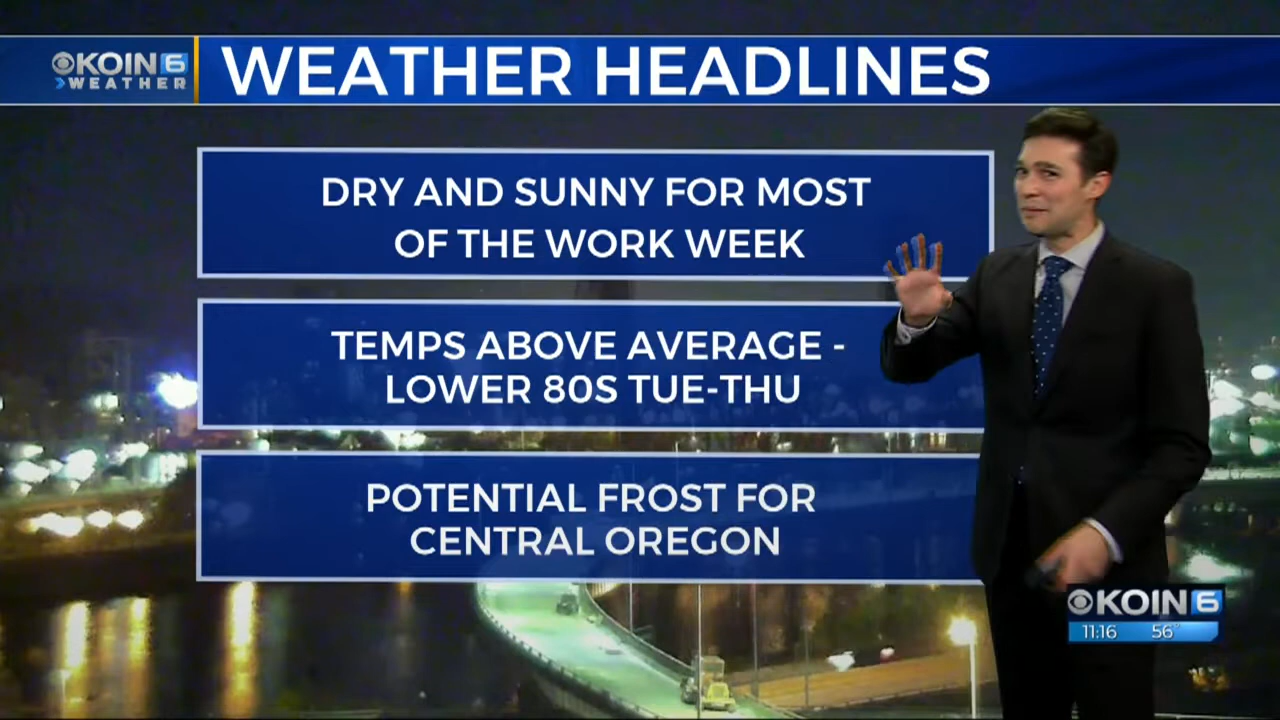 KOIN 6
WEATHER
WEATHER HEADLINES
DRY AND SUNNY FOR MOST
OF THE WORK WEEK
TEMPS ABOVE AVERAGE -
LOWER 80S TUE-THU
POTENTIAL FROST FOR
CENTRAL OREGON
KOIN 6
11:16 56°